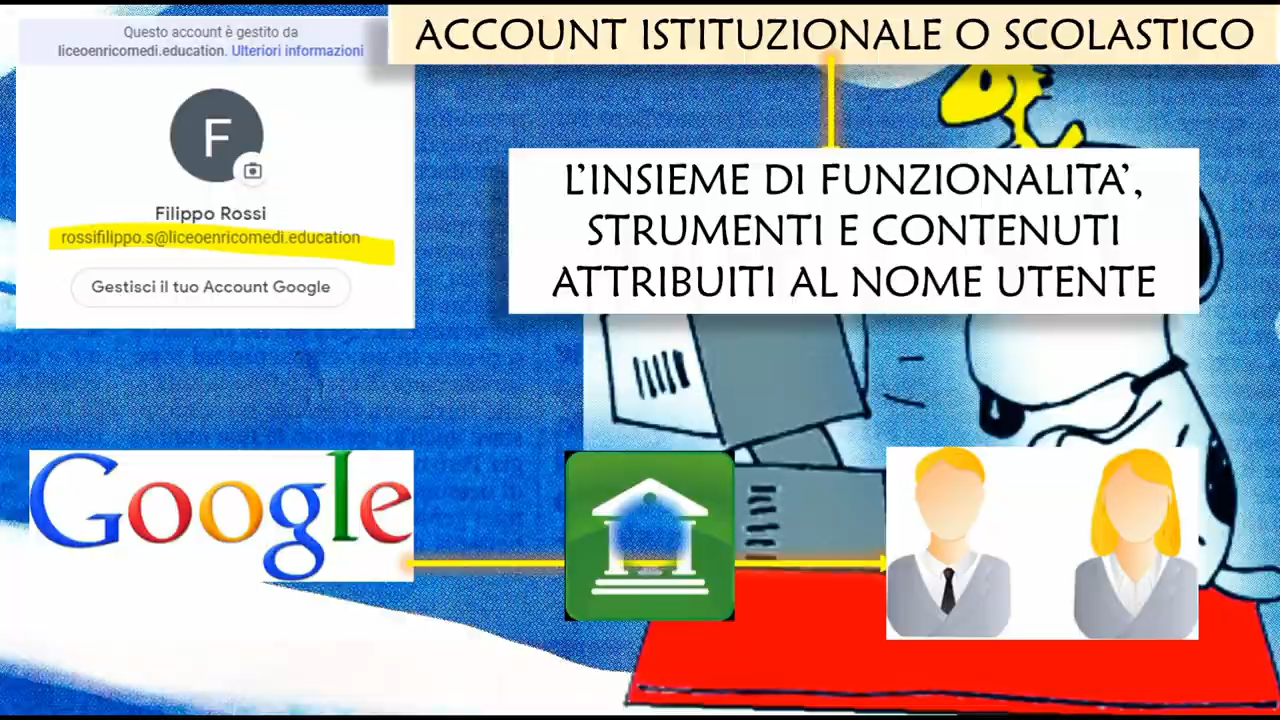 Questo account è gestito da
liceoenricomedi.education. Ulteriori informazioni
F
Filippo Rossi
rossifilippo.s@liceoenricomedi.education
Gestisci il tuo Account Google
ACCOUNT ISTITUZIONALE O SCOLASTICO
L'INSIEME DI FUNZIONALITA',
STRUMENTI E CONTENUTI
ATTRIBUITI AL NOME UTENTE
Google